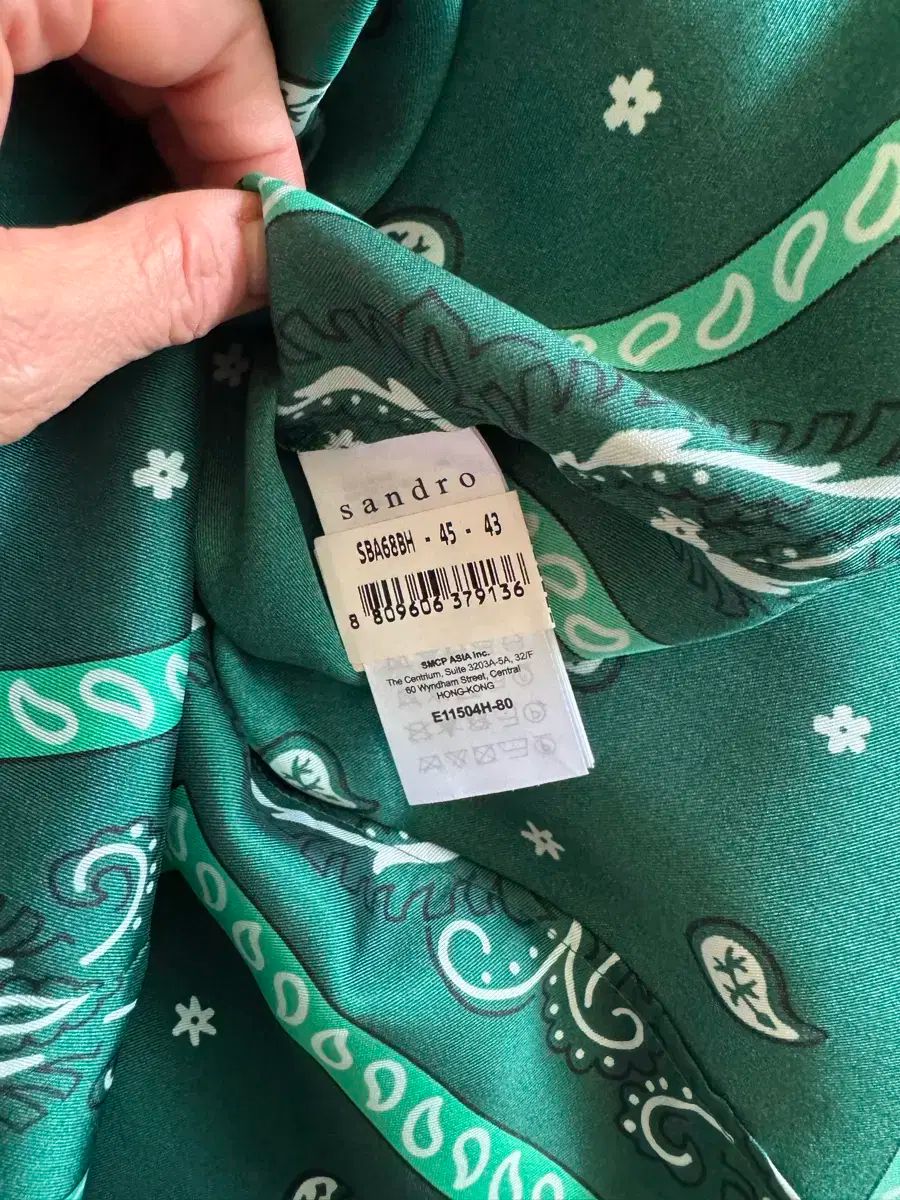 sandro
SBA68BH - 45 - 43
8 809606 379136
SMCP ASIA Inc.
The Centrium, Suite 3203A-5A, 32/F
60 Wyndham Street, Central
HONG-KONG
E11504H-80